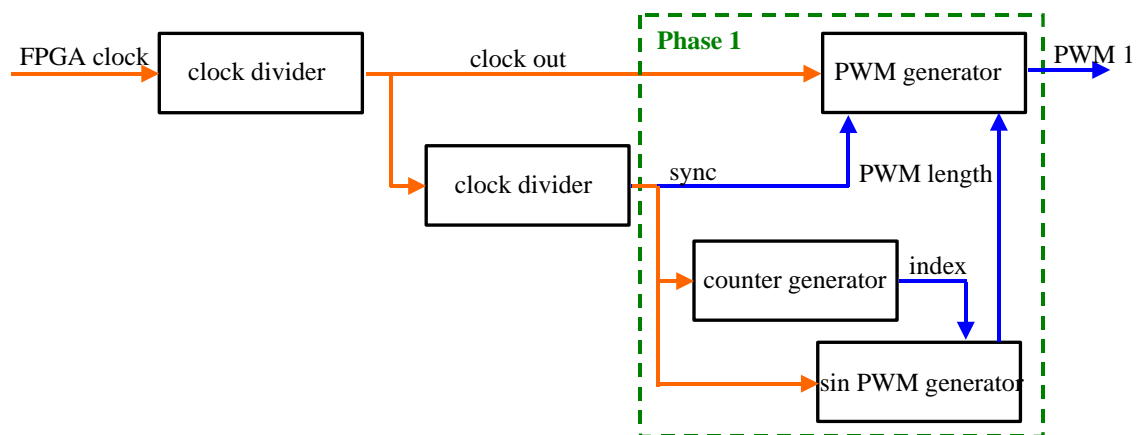 Phase 1
FPGA clock
clock divider
clock out
PWM generator
PWM 1
clock divider
sync
PWM length
counter generator
index
sin PWM generator